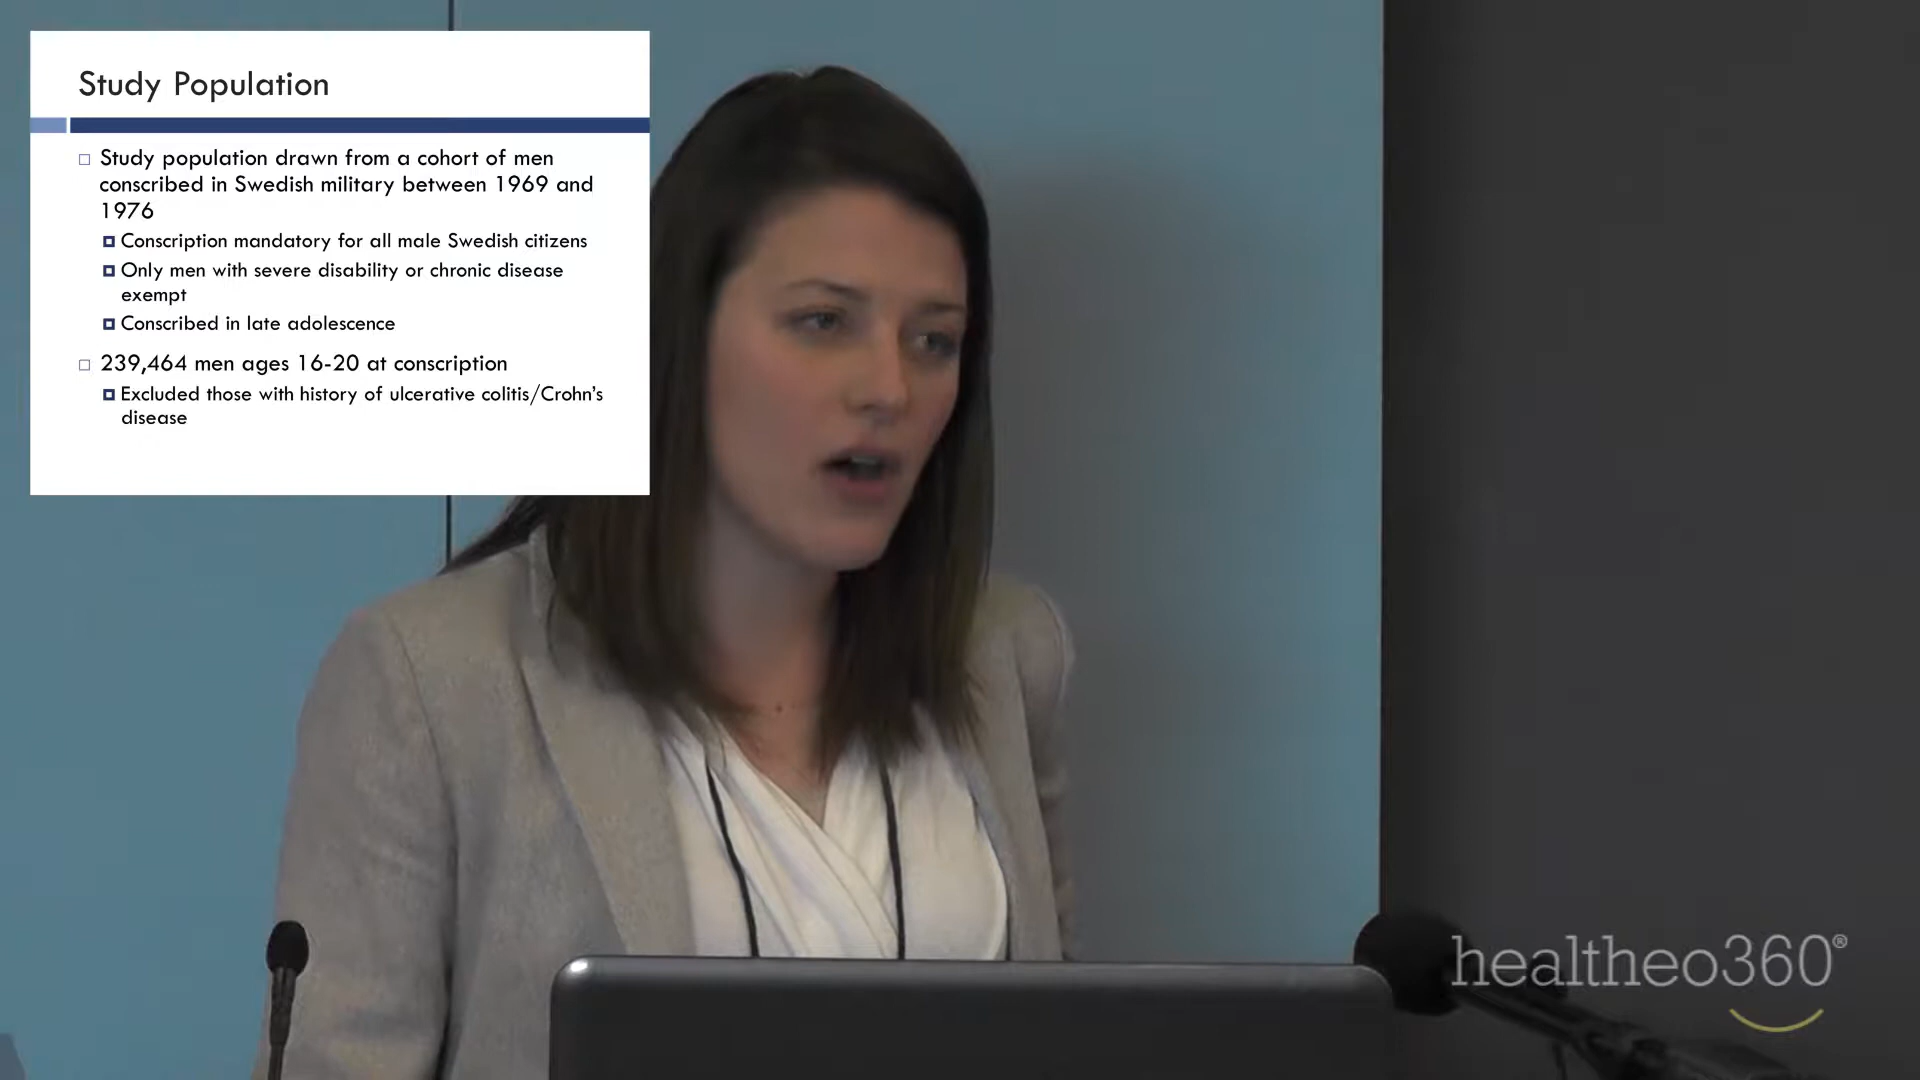 Study Population
Study population drawn from a cohort of men
conscribed in Swedish military between 1969 and
1976
Conscription mandatory for all male Swedish citizens
Only men with severe disability or chronic disease
exempt
Conscribed in late adolescence
239,464 men ages 16-20 at conscription
Excluded those with history of ulcerative colitis/Crohn's
disease
healtheo360®